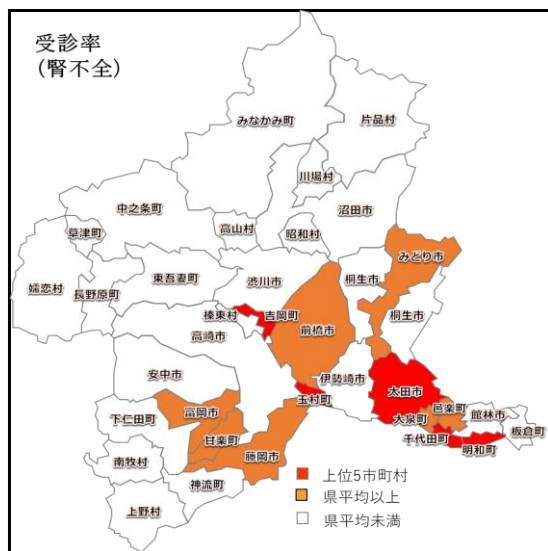 受診率
(腎不全)
みなかみ町
片品村
川場村
中之条町
沼田市
草津町
高山村
昭和村
みどり市
嬬恋村
長野原町
東吾妻町
渋川市
桐生市
榛東村
吉岡町
桐生市
高崎市
前橋市
安中市
伊勢崎市
太田市
富岡市
玉村町
邑楽町
下仁田町
大泉町
館林市
甘楽町
千代田町
板倉町
南牧村
藤岡市
明和町
神流町
上野村
上位5市町村
県平均以上
県平均未満